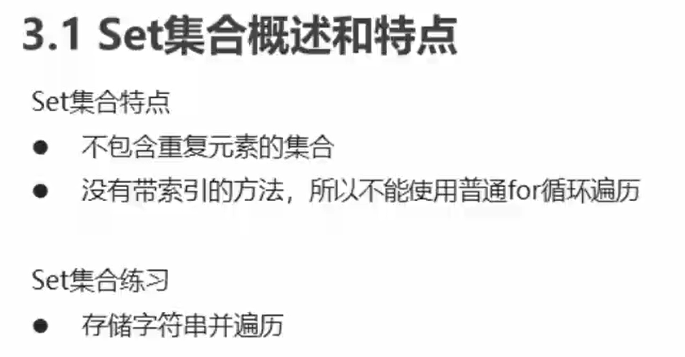 3.1 Set集合概述和特点
Set集合特点
● 不包含重复元素的集合
● 没有带索引的方法，所以不能使用普通for循环遍历
Set集合练习
● 存储字符串并遍历